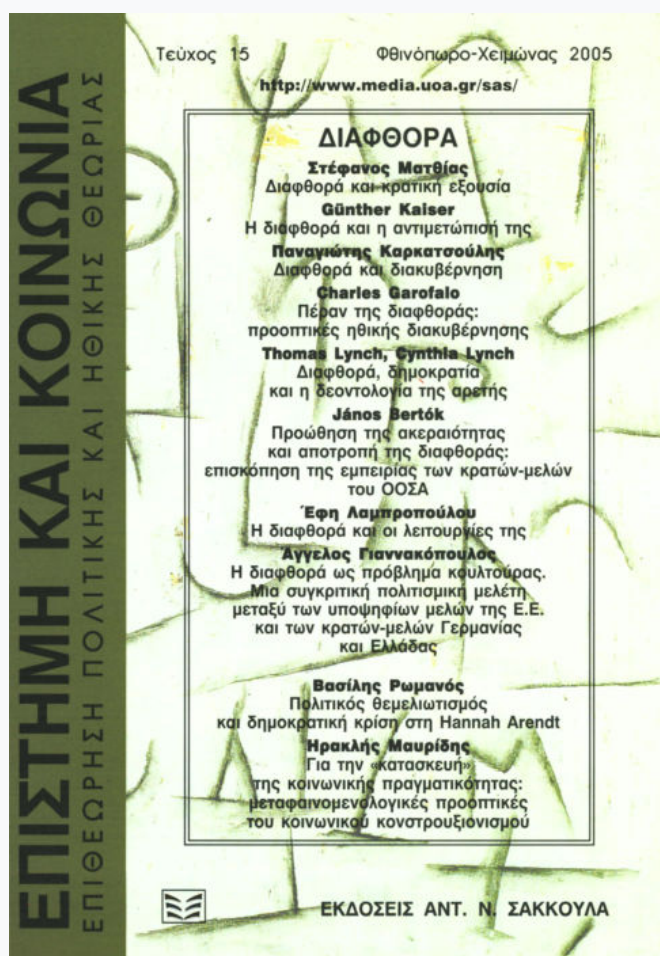 ΕΠΙΣΤΗΜΗ ΚΑΙ ΚΟΙΝΩΝΙΑ
ΕΠΙΘΕΩΡΗΣΗ ΠΟΛΙΤΙΚΗΣ ΚΑΙ ΗΘΙΚΗΣ ΘΕΩΡΙΑΣ
Τεύχος 15 Φθινόπωρο-Χειμώνας 2005
http://www.media.uoa.gr/sas/
ΔΙΑΦΘΟΡΑ
Στέφανος Ματθίας
Διαφθορά και κρατική εξουσία
Günther Kaiser
Η διαφθορά και η αντιμετώπισή της
Παναγιώτης Καρκατσούλης
Διαφθορά και διακυβέρνηση
Charles Garofalo
Πέραν της διαφθοράς:
προοπτικές ηθικής διακυβέρνησης
Thomas Lynch, Cynthia Lynch
Διαφθορά, δημοκρατία
και η δεοντολογία της αρετής
János Bertók
Προώθηση της ακεραιότητας
και αποτροπή της διαφθοράς:
επισκόπηση της εμπειρίας των κρατών-μελών
του ΟΟΣΑ
Έφη Λαμπροπούλου
Η διαφθορά και οι λειτουργίες της
Άγγελος Γιαννακόπουλος
Η διαφθορά ως πρόβλημα κουλτούρας.
Μια συγκριτική πολιτισμική μελέτη
μεταξύ των υποψηφίων μελών της Ε.Ε.
και των κρατών-μελών Γερμανίας
και Ελλάδας
Βασίλης Ρωμανός
Πολιτικός θεμελιωτισμός
και δημοκρατική κρίση στη Hannah Arendt
Ηρακλής Μαυρίδης
Για την «κατασκευή»
της κοινωνικής πραγματικότητας:
μεταφαινομενολογικές προοπτικές
του κοινωνικού κονστρουξιονισμού
ΕΚΔΟΣΕΙΣ ΑΝΤ. Ν. ΣΑΚΚΟΥΛΑ